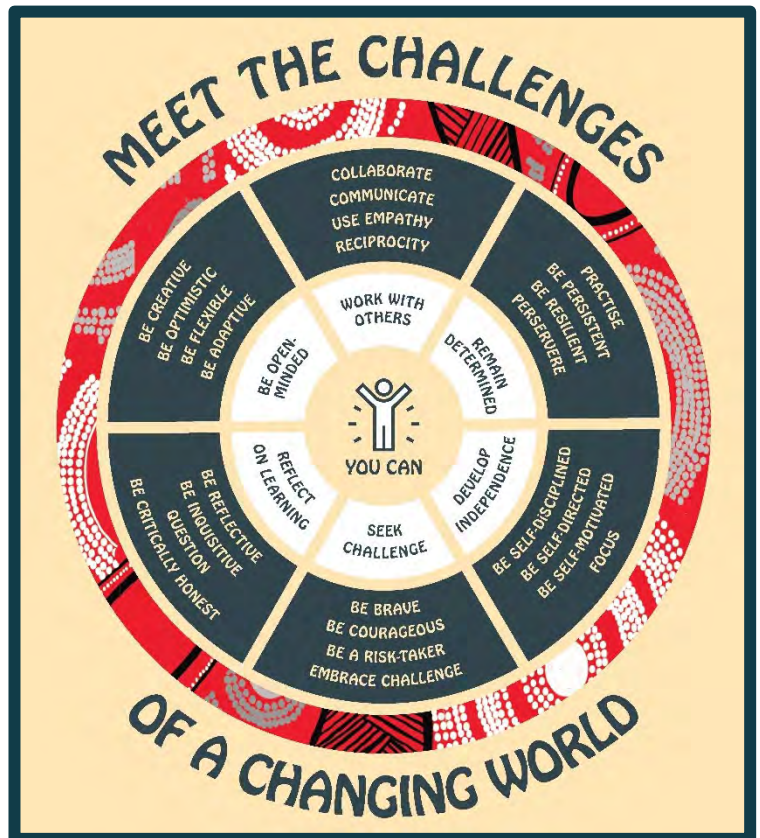 MEET THE CHALLENGES
COLLABORATE
COMMUNICATE
USE EMPATHY
RECIPROCITY
WORK WITH
OTHERS
PRACTISE
BE PERSISTENT
BE RESILIENT
PERSERVERE
REMAIN
DETERMINED
BE SELF-DISCIPLINED
BE SELF-DIRECTED
BE SELF-MOTIVATED
FOCUS
DEVELOP
INDEPENDENCE
SEEK
CHALLENGE
BE BRAVE
BE COURAGEOUS
BE A RISK-TAKER
EMBRACE CHALLENGE
REFLECT
ON LEARNING
BE REFLECTIVE
BE INQUISITIVE
QUESTION
BE CRITICALLY HONEST
BE CREATIVE
BE OPTIMISTIC
BE FLEXIBLE
BE ADAPTIVE
BE OPEN-
MINDED
YOU CAN
OF A CHANGING WORLD